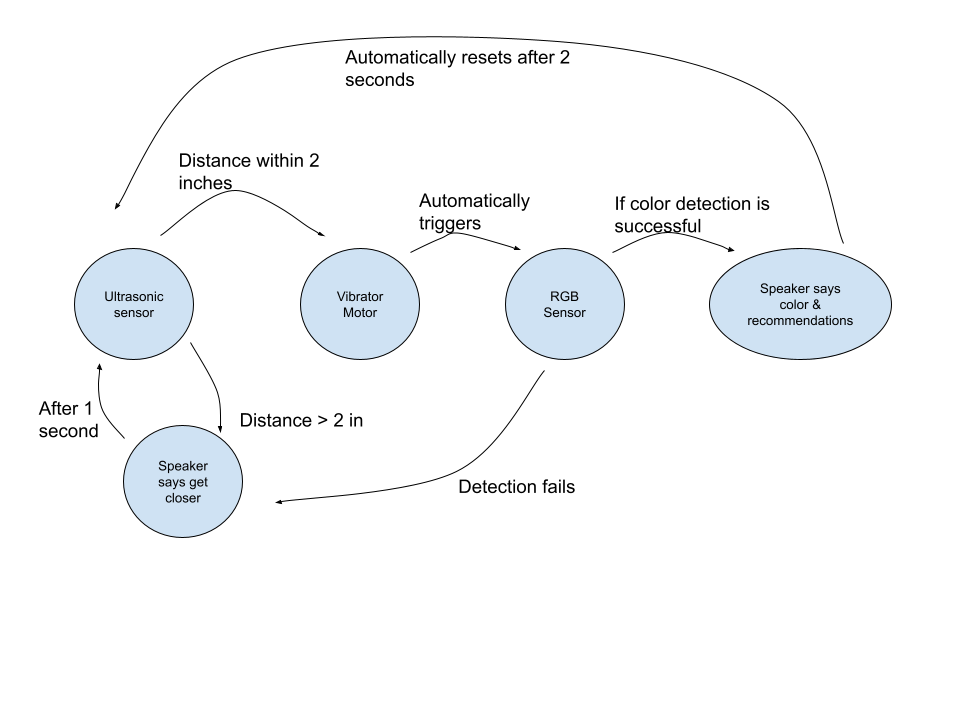 Automatically resets after 2
seconds
Distance within 2
inches
Automatically
triggers
If color detection is
successful
Ultrasonic
sensor
Vibrator
Motor
RGB
Sensor
Speaker says
color &
recommendations
After 1
second
Distance > 2 in
Speaker
says get
closer
Detection fails